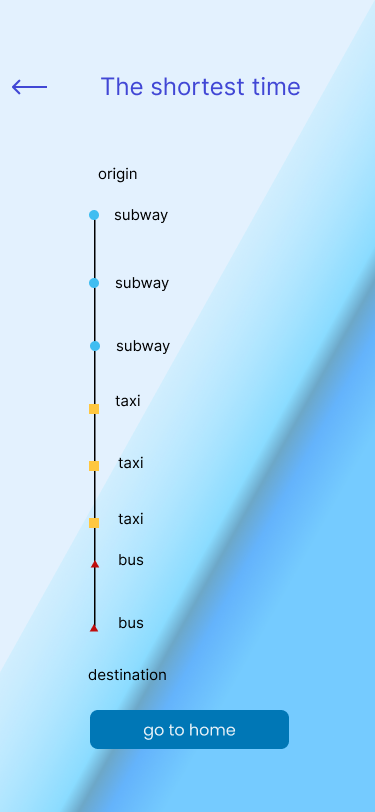 The shortest time
origin
subway
subway
subway
taxi
taxi
taxi
bus
bus
destination
go to home